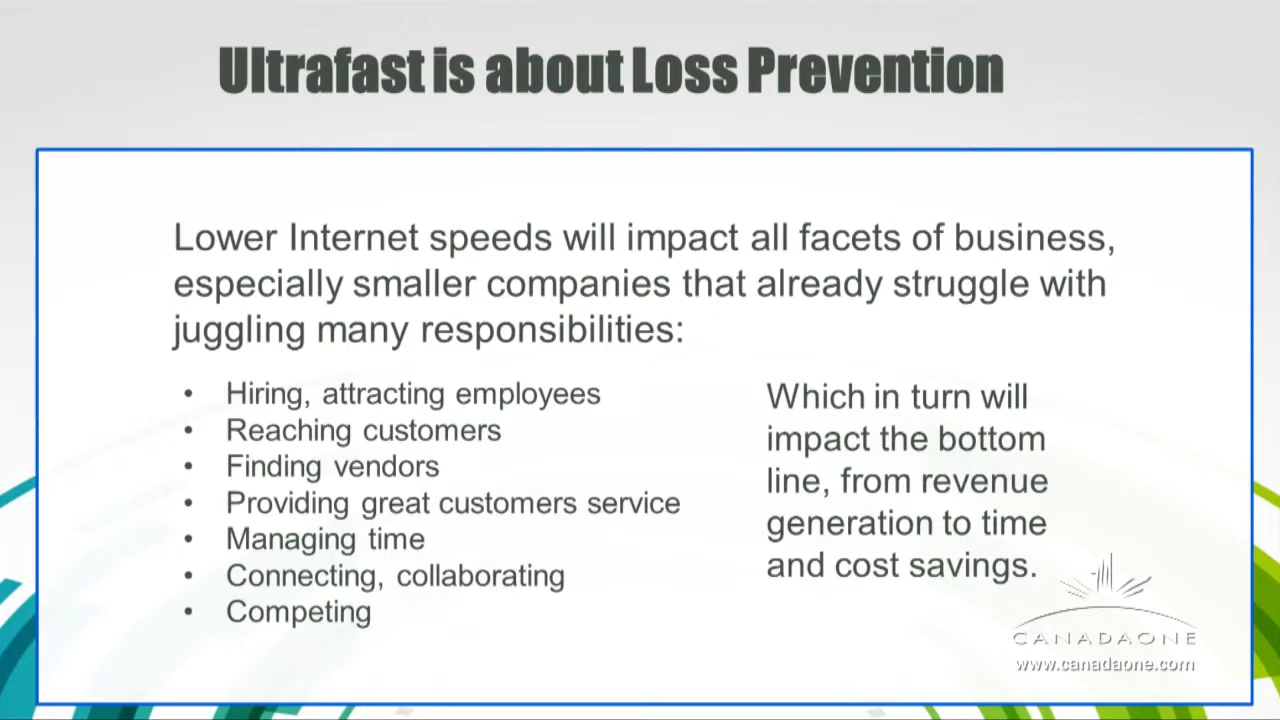 Ultrafast is about Loss Prevention
Lower Internet speeds will impact all facets of business,
especially smaller companies that already struggle with
juggling many responsibilities:
• Hiring, attracting employees
• Reaching customers
• Finding vendors
• Providing great customers service
• Managing time
• Connecting, collaborating
• Competing
Which in turn will
impact the bottom
line, from revenue
generation to time
and cost savings.
CANADAONE
www.canadaone.com